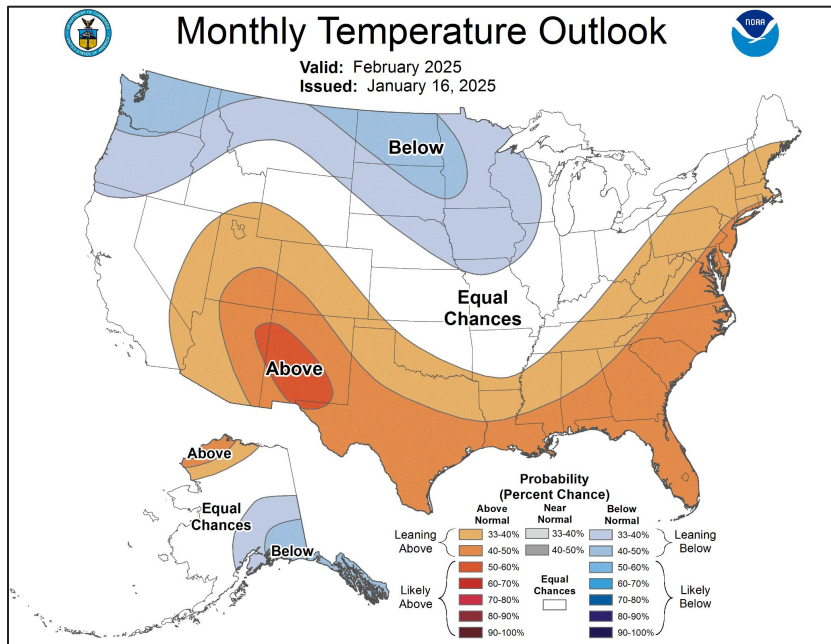 Monthly Temperature Outlook
NOAA
Valid: February 2025
Issued: January 16, 2025
Below
Equal
Chances
Above
Above
Equal
Chances
Below
Probability
(Percent Chance)
Above Normal
Near Normal
Below Normal
Leaning Above
33-40% 33-40% 33-40%
40-50% 40-50% 40-50%
Leaning Below
Likely Above
50-60% 50-60%
60-70% Equal Chances 60-70%
70-80% 70-80%
80-90% 80-90%
90-100% 90-100%
Likely Below